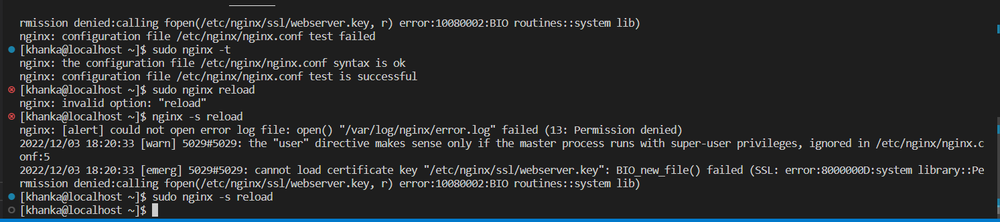 rmission denied:calling fopen(/etc/nginx/ssl/webserver.key, r) error:10080002:BIO routines::system lib)
nginx: configuration file /etc/nginx/nginx.conf test failed
[khanka@localhost ~]$ sudo nginx -t
nginx: the configuration file /etc/nginx/nginx.conf syntax is ok
nginx: configuration file /etc/nginx/nginx.conf test is successful
[khanka@localhost ~]$ sudo nginx reload
nginx: invalid option: "reload"
[khanka@localhost ~]$ nginx -s reload
nginx: [alert] could not open error log file: open() "/var/log/nginx/error.log" failed (13: Permission denied)
2022/12/03 18:20:33 [warn] 5029#5029: the "user" directive makes sense only if the master process runs with super-user privileges, ignored in /etc/nginx/nginx.c
onf:5
2022/12/03 18:20:33 [emerg] 5029#5029: cannot load certificate key "/etc/nginx/ssl/webserver.key": BIO_new_file() failed (SSL: error:8000000D:system library::Pe
rmission denied:calling fopen(/etc/nginx/ssl/webserver.key, r) error:10080002:BIO routines::system lib)
[khanka@localhost ~]$ sudo nginx -s reload
[khanka@localhost ~]$